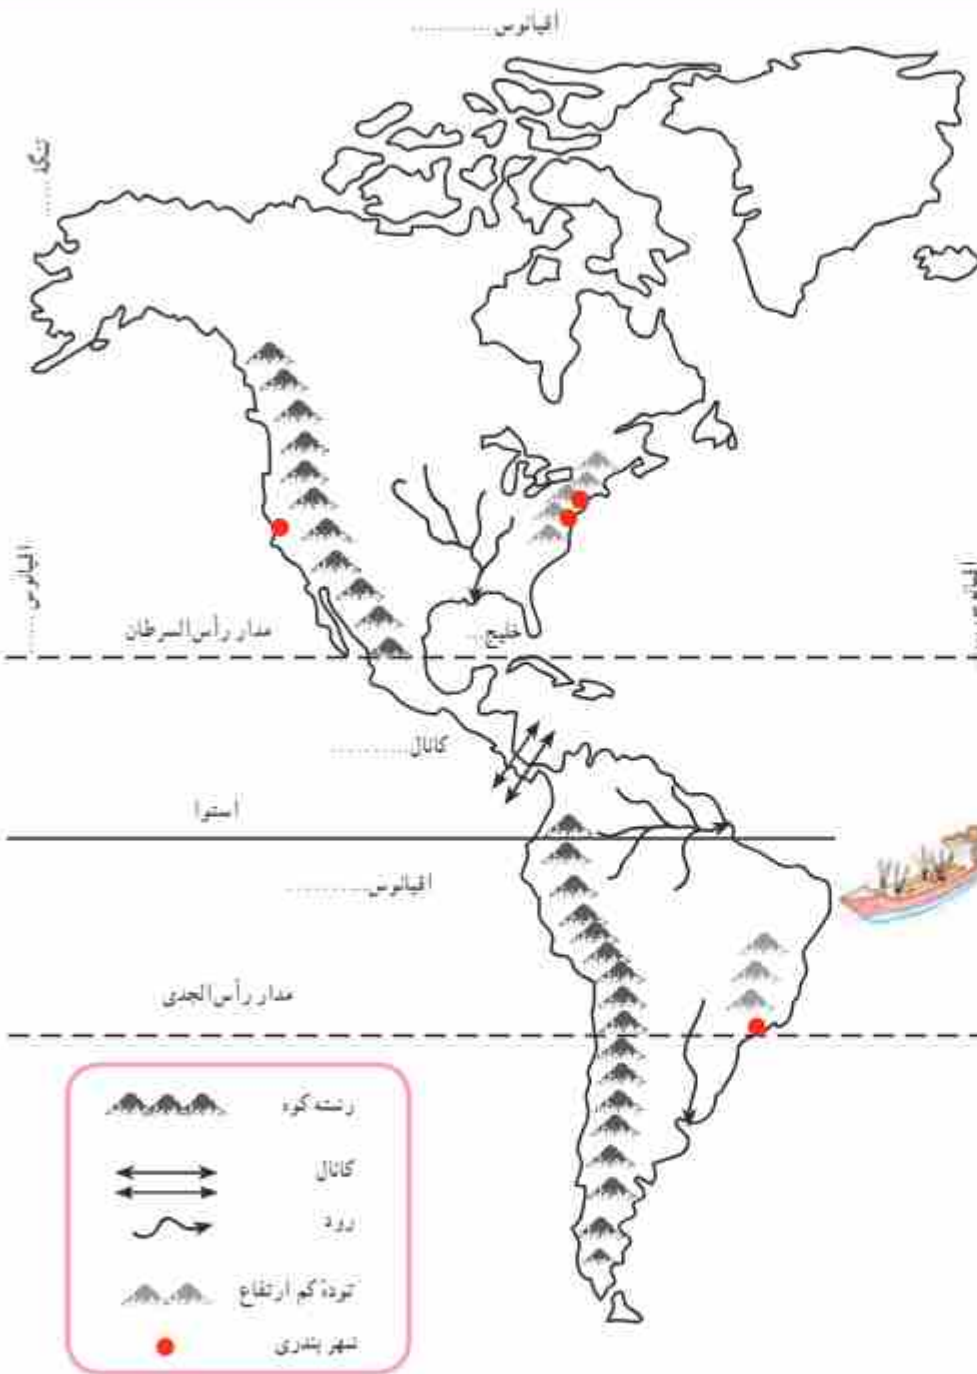 اقیانوس ............
تنگهٔ ......
اقیانوس ......
اقیانوس ......
مدار رأس‌السرطان
خلیج...
کانال..........
استوا
اقیانوس............
مدار رأس‌الجدی
رشته کوه
کانال
رود
تودهٔ کم ارتفاع
شهر بندری